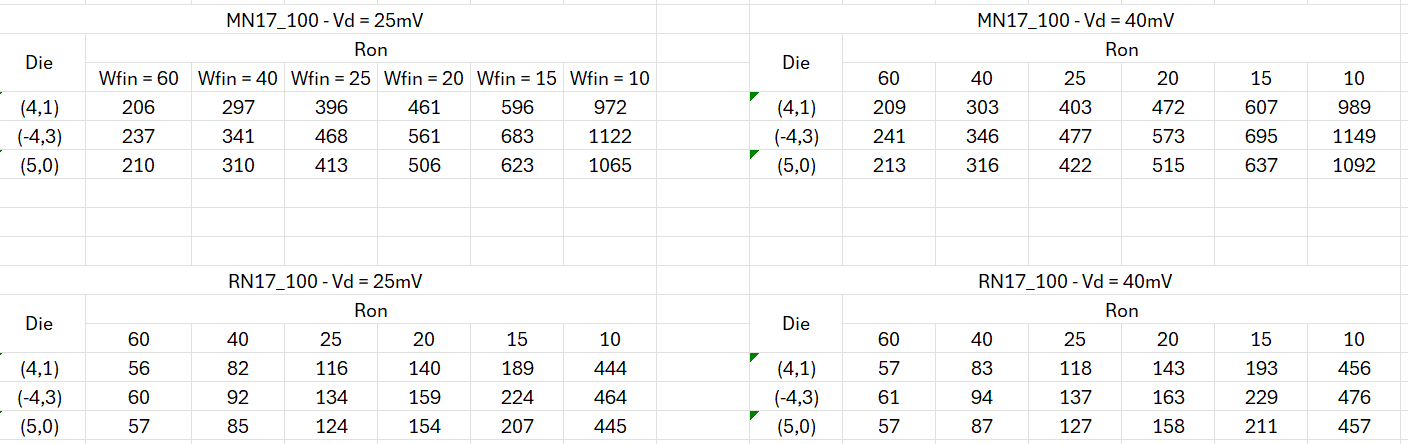 MN17_100 - Vd = 25mV MN17_100 - Vd = 40mV
Die Ron Die Ron
Wfin = 60 Wfin = 40 Wfin = 25 Wfin = 20 Wfin = 15 Wfin = 10 60 40 25 20 15 10
(4,1) 206 297 396 461 596 972 (4,1) 209 303 403 472 607 989
(-4,3) 237 341 468 561 683 1122 (-4,3) 241 346 477 573 695 1149
(5,0) 210 310 413 506 623 1065 (5,0) 213 316 422 515 637 1092
RN17_100 - Vd = 25mV RN17_100 - Vd = 40mV
Die Ron Die Ron
60 40 25 20 15 10 60 40 25 20 15 10
(4,1) 56 82 116 140 189 444 (4,1) 57 83 118 143 193 456
(-4,3) 60 92 134 159 224 464 (-4,3) 61 94 137 163 229 476
(5,0) 57 85 124 154 207 445 (5,0) 57 87 127 158 211 457